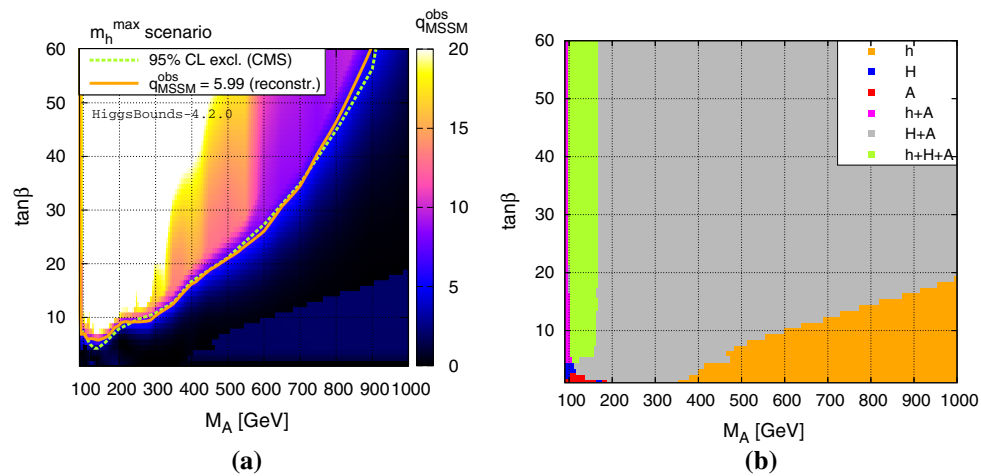 m_h^max scenario
q_MSSM^obs
95% CL excl. (CMS)
q_MSSM^obs = 5.99 (reconstr.)
HiggsBounds-4.2.0
60
50
40
30
20
10
tanβ
100 200 300 400 500 600 700 800 900 1000
M_A [GeV]
20
15
10
5
0
(a)
h
H
A
h+A
H+A
h+H+A
60
50
40
30
20
10
tanβ
100 200 300 400 500 600 700 800 900 1000
M_A [GeV]
(b)